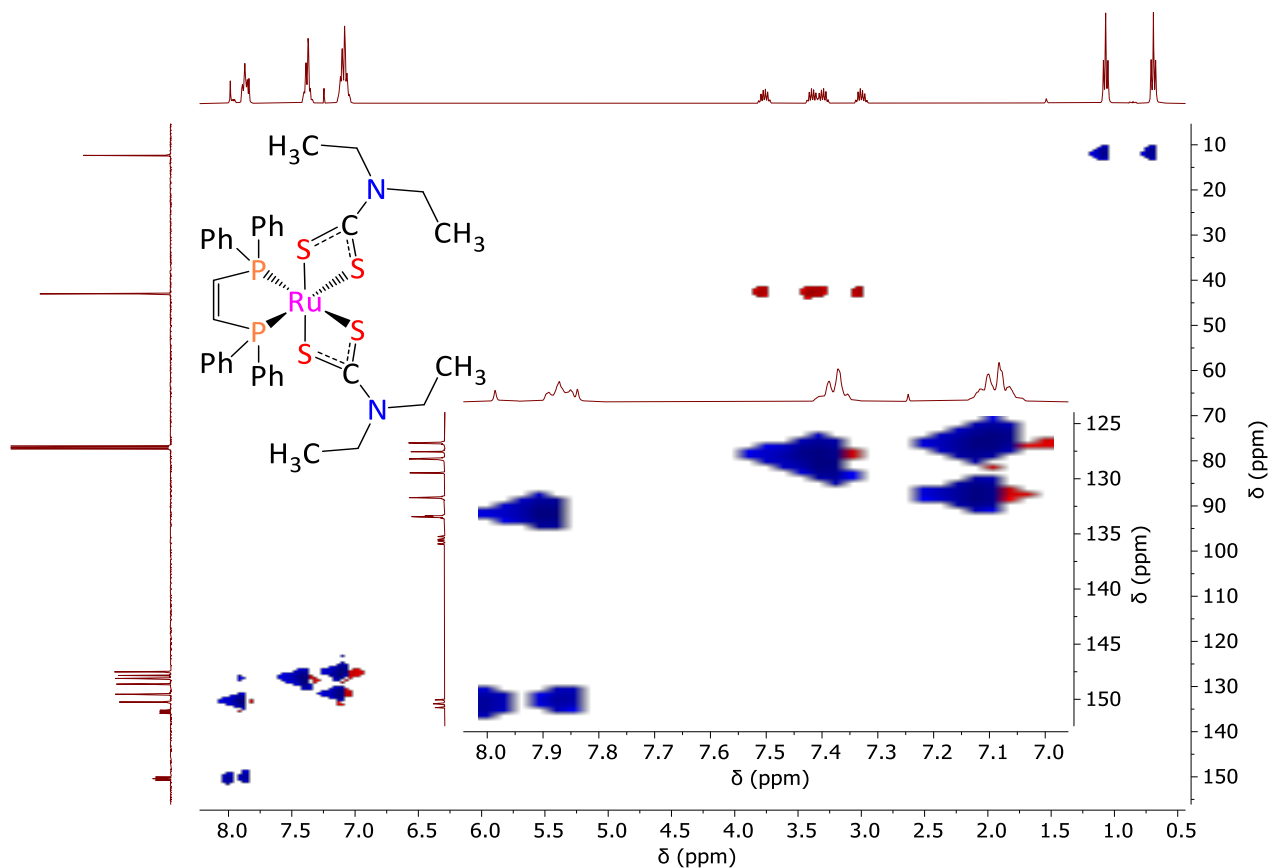 H3C
N
C
CH3
S
S
Ph
Ph
P
Ru
P
Ph
Ph
S
S
C
CH3
N
H3C
10
20
30
40
50
60
70
80
90
100
110
120
130
140
150
δ (ppm)
125
130
135
140
145
150
δ (ppm)
8.0 7.9 7.8 7.7 7.6 7.5 7.4 7.3 7.2 7.1 7.0
δ (ppm)
8.0 7.5 7.0 6.5 6.0 5.5 5.0 4.5 4.0 3.5 3.0 2.5 2.0 1.5 1.0 0.5
δ (ppm)